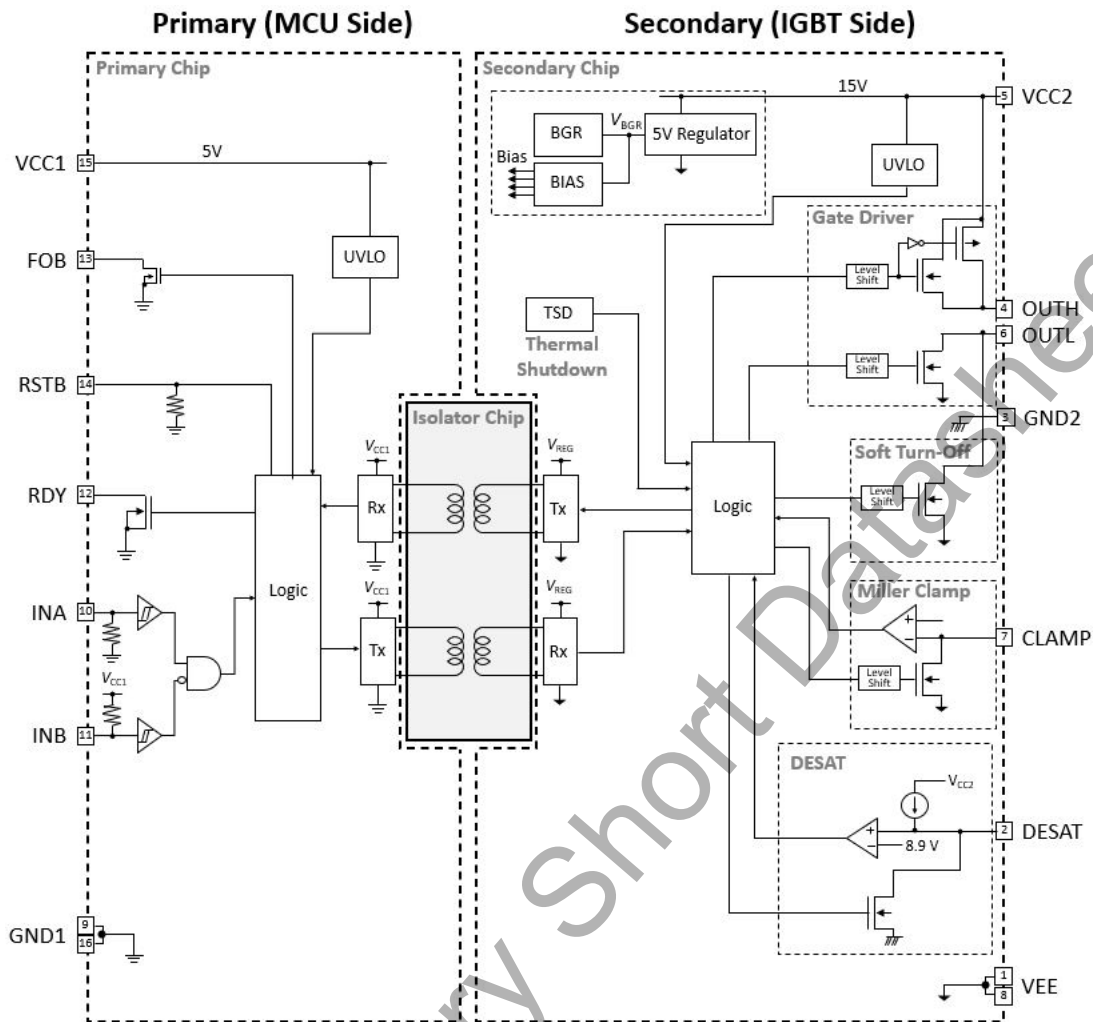 Primary (MCU Side)
Secondary (IGBT Side)
Primary Chip
Secondary Chip
15V
5 VCC2
BGR
VBGR
5V Regulator
Bias
BIAS
UVLO
VCC1 15
5V
Gate Driver
FOB 13
UVLO
Level Shift
TSD
4 OUTH
Thermal Shutdown
6 OUTL
Level Shift
RSTB 14
Isolator Chip
3 GND2
Soft Turn-Off
VCC1
VREG
Level Shift
RDY 12
Rx
Tx
Logic
Logic
Miller Clamp
INA 10
VCC1
VREG
+
−
7 CLAMP
Tx
Rx
Level Shift
VCC1
INB 11
DESAT
VCC2
+
−
8.9 V
2 DESAT
GND1 9
16
1
8 VEE
ry Short Datashee